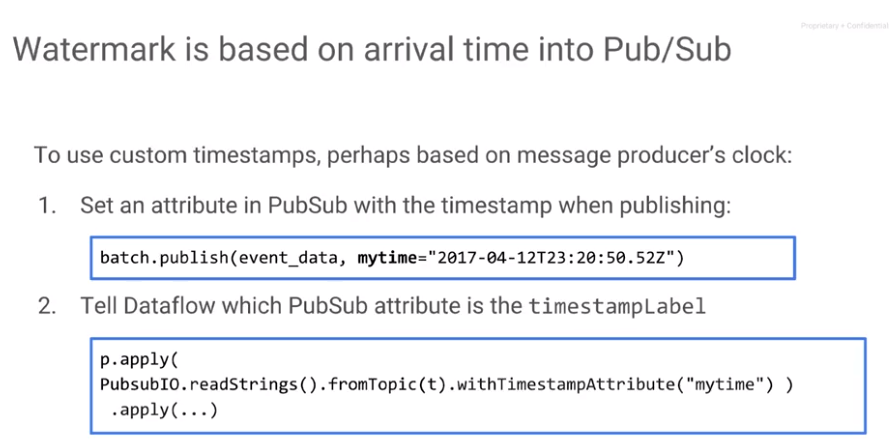 Proprietary + Confidential
Watermark is based on arrival time into Pub/Sub
To use custom timestamps, perhaps based on message producer’s clock:
1. Set an attribute in PubSub with the timestamp when publishing:
batch.publish(event_data, mytime="2017-04-12T23:20:50.52Z")
2. Tell Dataflow which PubSub attribute is the timestampLabel
p.apply(
PubsubIO.readStrings().fromTopic(t).withTimestampAttribute("mytime") )
.apply(...)